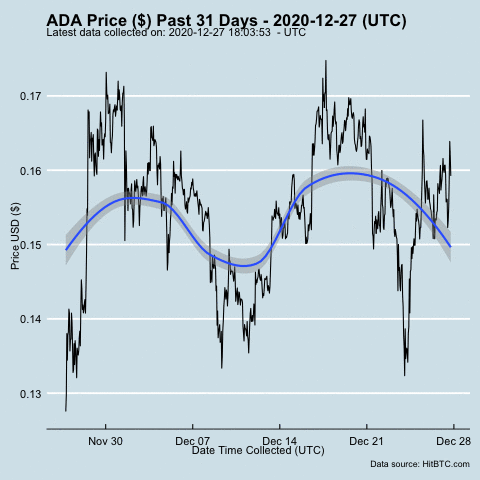 ADA Price ($) Past 31 Days - 2020-12-27 (UTC)
Latest data collected on: 2020-12-27 18:03:53 - UTC
Price USD ($)
0.17
0.16
0.15
0.14
0.13
Nov 30 Dec 07 Dec 14 Dec 21 Dec 28
Date Time Collected (UTC)
Data source: HitBTC.com